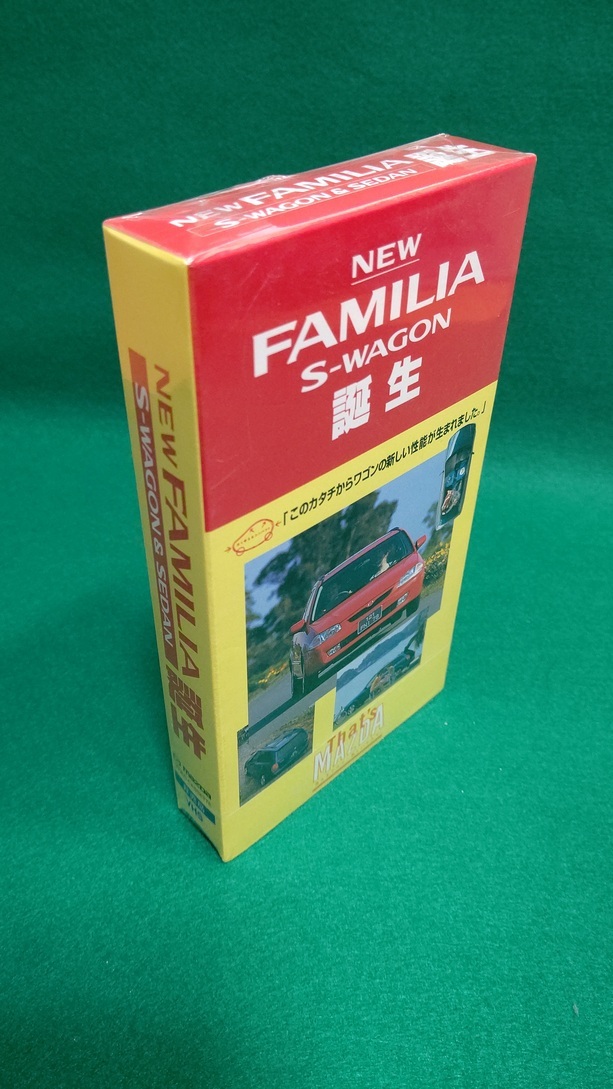 NEW FAMILIA 誕生
S-WAGON & SEDAN
NEW
FAMILIA
S-WAGON
誕生
「このカタチからワゴンの新しい性能が生まれました。」
That's
MAZDA
NEW FAMILIA 誕生
S-WAGON & SEDAN
mazda
VHS